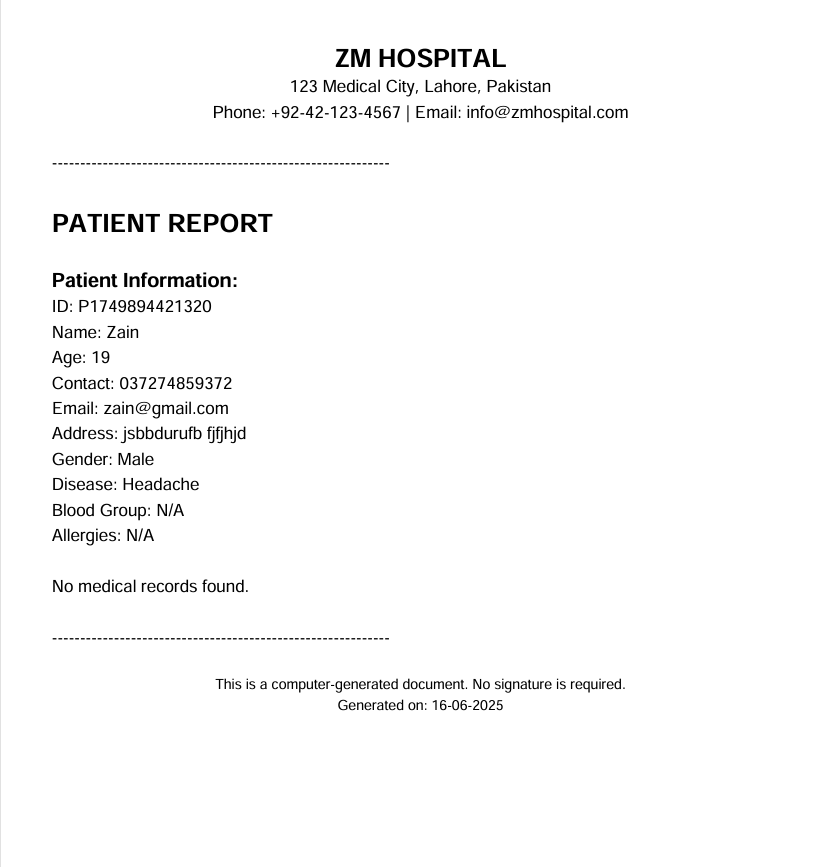 ZM HOSPITAL
123 Medical City, Lahore, Pakistan
Phone: +92-42-123-4567 | Email: info@zmhospital.com
------------------------------------------------------------
PATIENT REPORT
Patient Information:
ID: P1749894421320
Name: Zain
Age: 19
Contact: 037274859372
Email: zain@gmail.com
Address: jsbbdurufb fjfjhjd
Gender: Male
Disease: Headache
Blood Group: N/A
Allergies: N/A
No medical records found.
------------------------------------------------------------
This is a computer-generated document. No signature is required.
Generated on: 16-06-2025